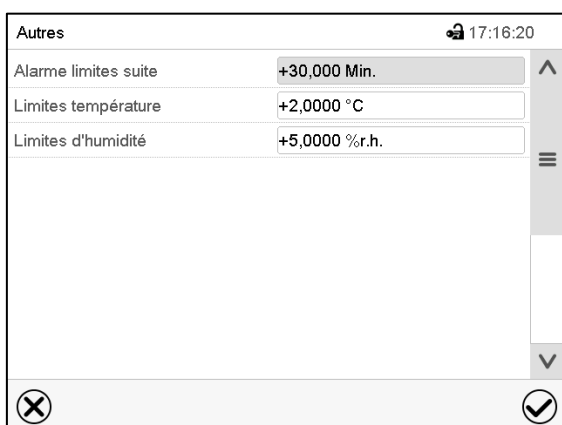 Autres 17:16:20
Alarme limites suite +30,000 Min.
Limites température +2,0000 °C
Limites d'humidité +5,0000 %r.h.